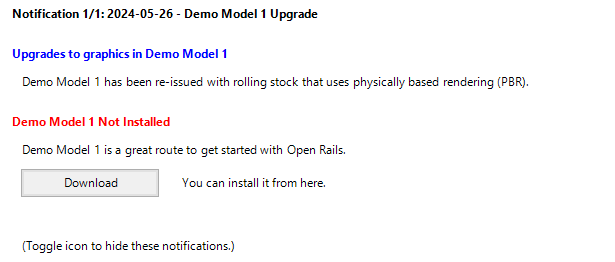 Notification 1/1: 2024-05-26 - Demo Model 1 Upgrade
Upgrades to graphics in Demo Model 1
Demo Model 1 has been re-issued with rolling stock that uses physically based rendering (PBR).
Demo Model 1 Not Installed
Demo Model 1 is a great route to get started with Open Rails.
Download You can install it from here.
(Toggle icon to hide these notifications.)